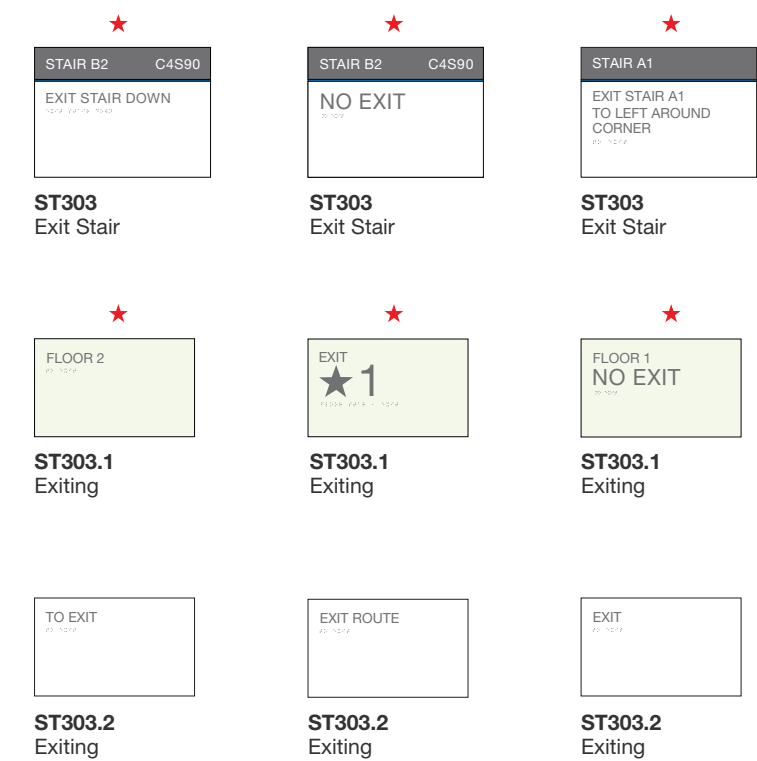 STAIR B2 C4S90
EXIT STAIR DOWN
ST303
Exit Stair
STAIR B2 C4S90
NO EXIT
ST303
Exit Stair
STAIR A1
EXIT STAIR A1
TO LEFT AROUND
CORNER
ST303
Exit Stair
FLOOR 2
ST303.1
Exiting
EXIT
★1
ST303.1
Exiting
FLOOR 1
NO EXIT
ST303.1
Exiting
TO EXIT
ST303.2
Exiting
EXIT ROUTE
ST303.2
Exiting
EXIT
ST303.2
Exiting